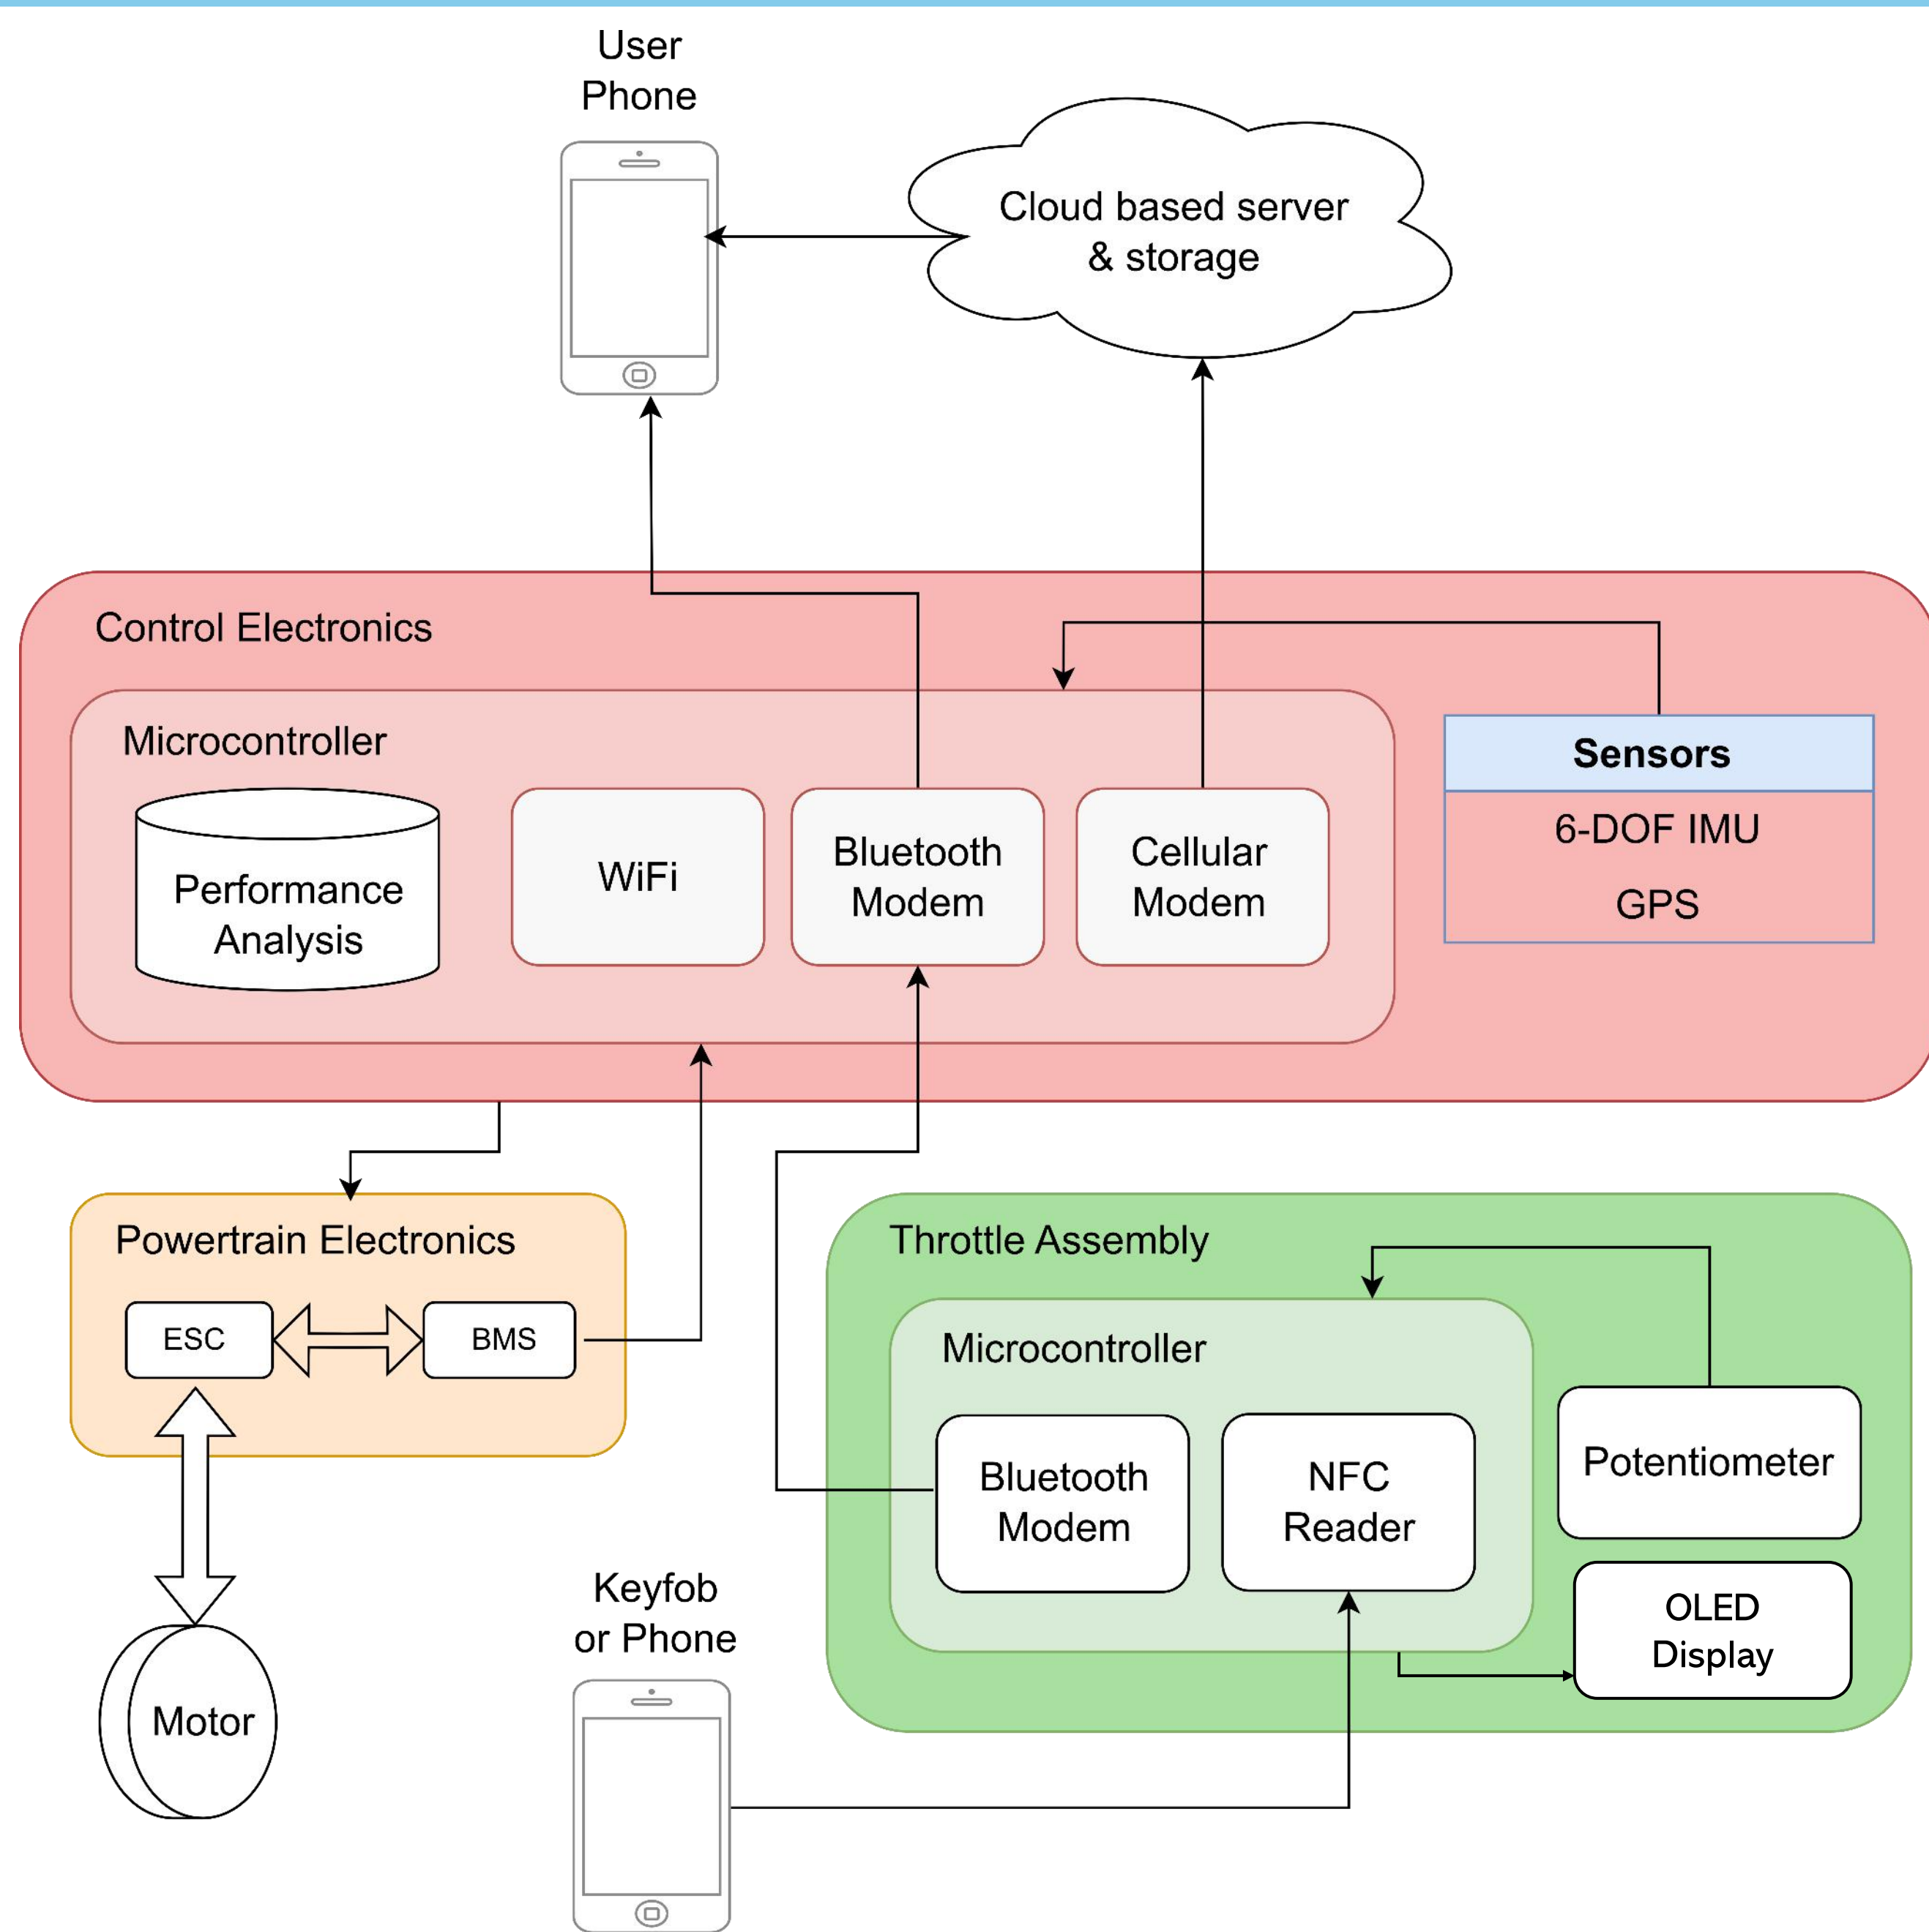 User
Phone
Cloud based server
& storage
Control Electronics
Microcontroller
Performance
Analysis
WiFi
Bluetooth
Modem
Cellular
Modem
Sensors
6-DOF IMU
GPS
Powertrain Electronics
ESC
BMS
Motor
Throttle Assembly
Microcontroller
Bluetooth
Modem
NFC
Reader
Potentiometer
OLED
Display
Keyfob
or Phone